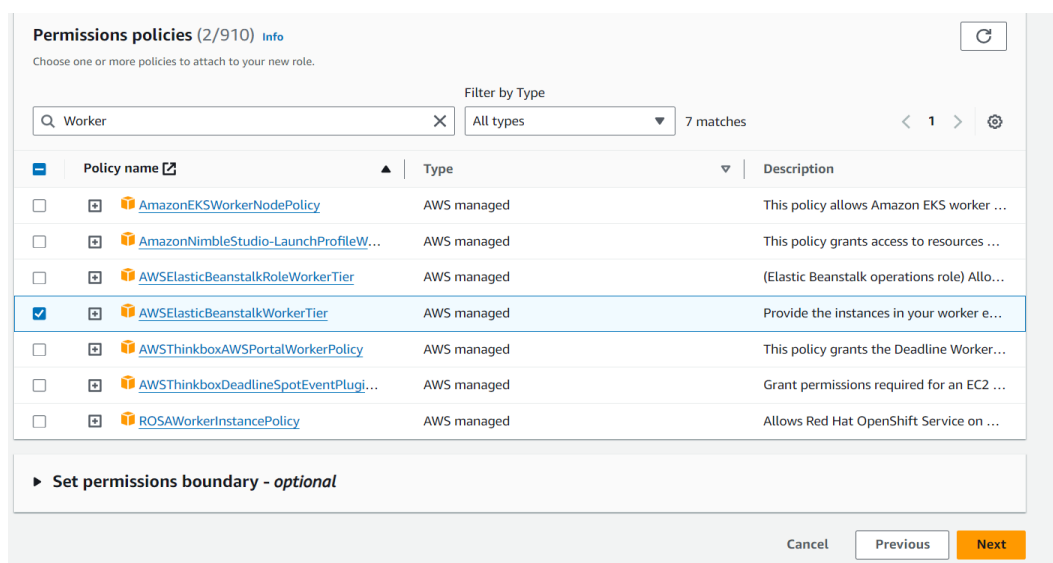 Permissions policies (2/910) Info
Choose one or more policies to attach to your new role.
Filter by Type
Worker
All types
7 matches
1
Policy name
Type
Description
AmazonEKSWorkerNodePolicy AWS managed This policy allows Amazon EKS worker ...
AmazonNimbleStudio-LaunchProfileW... AWS managed This policy grants access to resources ...
AWSElasticBeanstalkRoleWorkerTier AWS managed (Elastic Beanstalk operations role) Allo...
AWSElasticBeanstalkWorkerTier AWS managed Provide the instances in your worker e...
AWSThinkboxAWSPortalWorkerPolicy AWS managed This policy grants the Deadline Worker...
AWSThinkboxDeadlineSpotEventPlugi... AWS managed Grant permissions required for an EC2 ...
ROSAWorkerInstancePolicy AWS managed Allows Red Hat OpenShift Service on ...
Set permissions boundary - optional
Cancel Previous Next